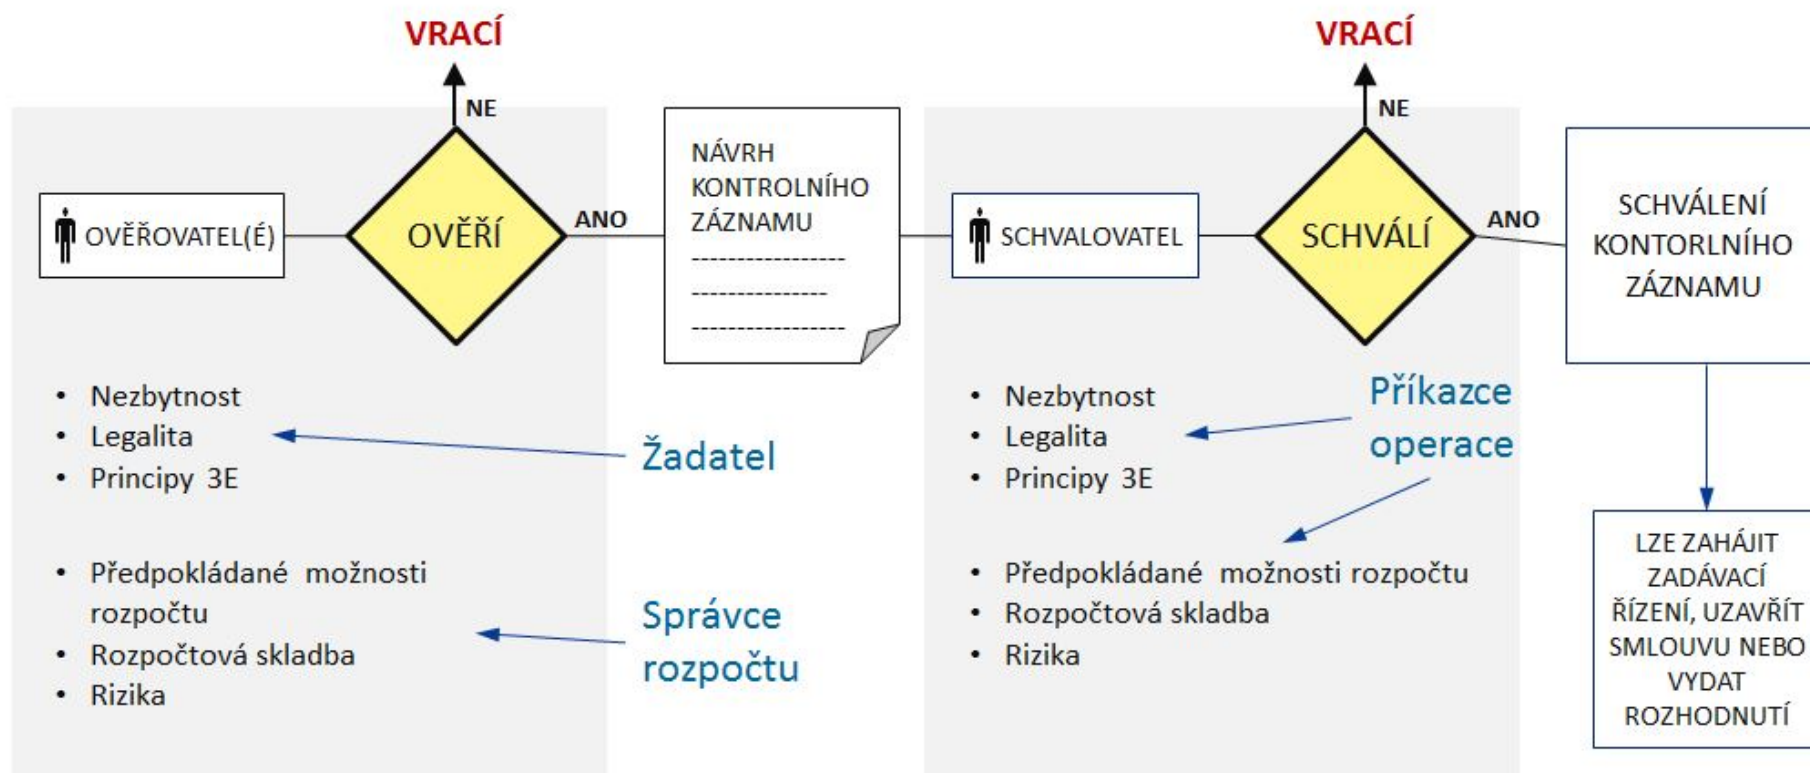 VRACÍ
NE
OVĚŘOVATEL(É)
OVĚŘÍ
ANO
NÁVRH
KONTROLNÍHO
ZÁZNAMU
-----------------
---------------
-----------------
• Nezbytnost
• Legalita
• Principy 3E
Žadatel
• Předpokládané možnosti
rozpočtu
• Rozpočtová skladba
• Rizika
Správce
rozpočtu
VRACÍ
NE
SCHVALOVATEL
SCHVÁLÍ
ANO
• Nezbytnost
• Legalita
• Principy 3E
Příkazce
operace
• Předpokládané možnosti rozpočtu
• Rozpočtová skladba
• Rizika
SCHVÁLENÍ
KONTORLNÍHO
ZÁZNAMU
LZE ZAHÁJIT
ZADÁVACÍ
ŘÍZENÍ, UZAVŘÍT
SMLOUVU NEBO
VYDAT
ROZHODNUTÍ